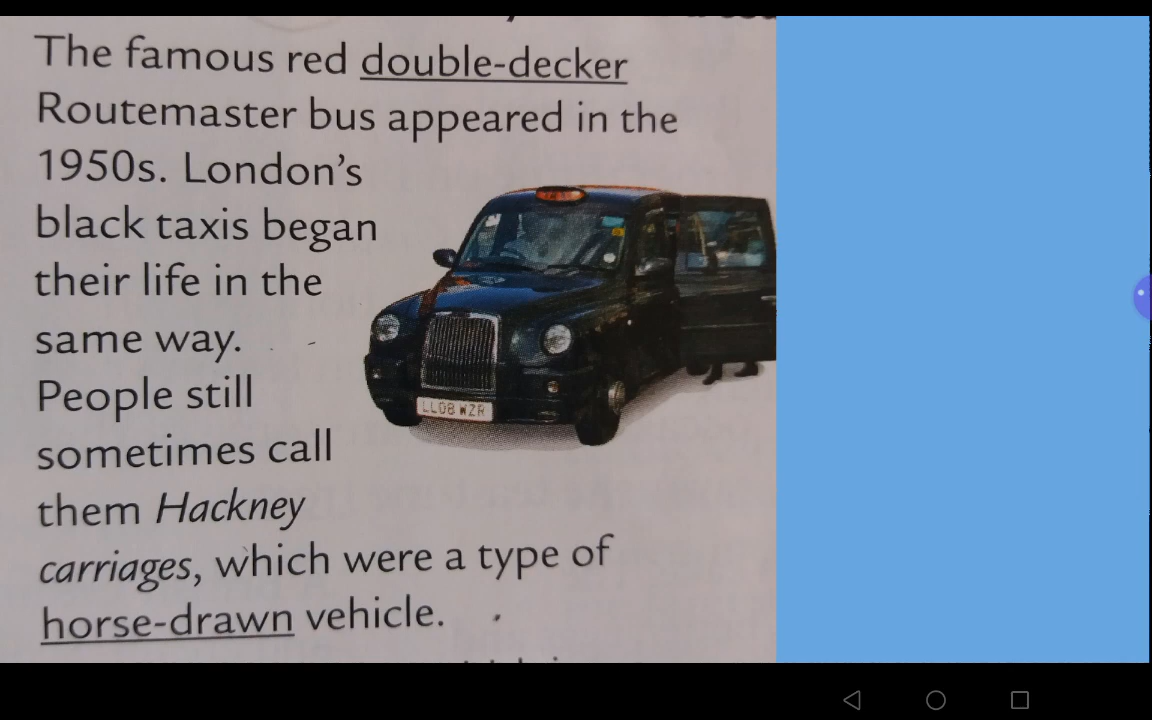 The famous red double-decker
Routemaster bus appeared in the
1950s. London's
black taxis began
their life in the
same way.
People still
sometimes call
them Hackney
carriages, which were a type of
horse-drawn vehicle.
LL08 WZR